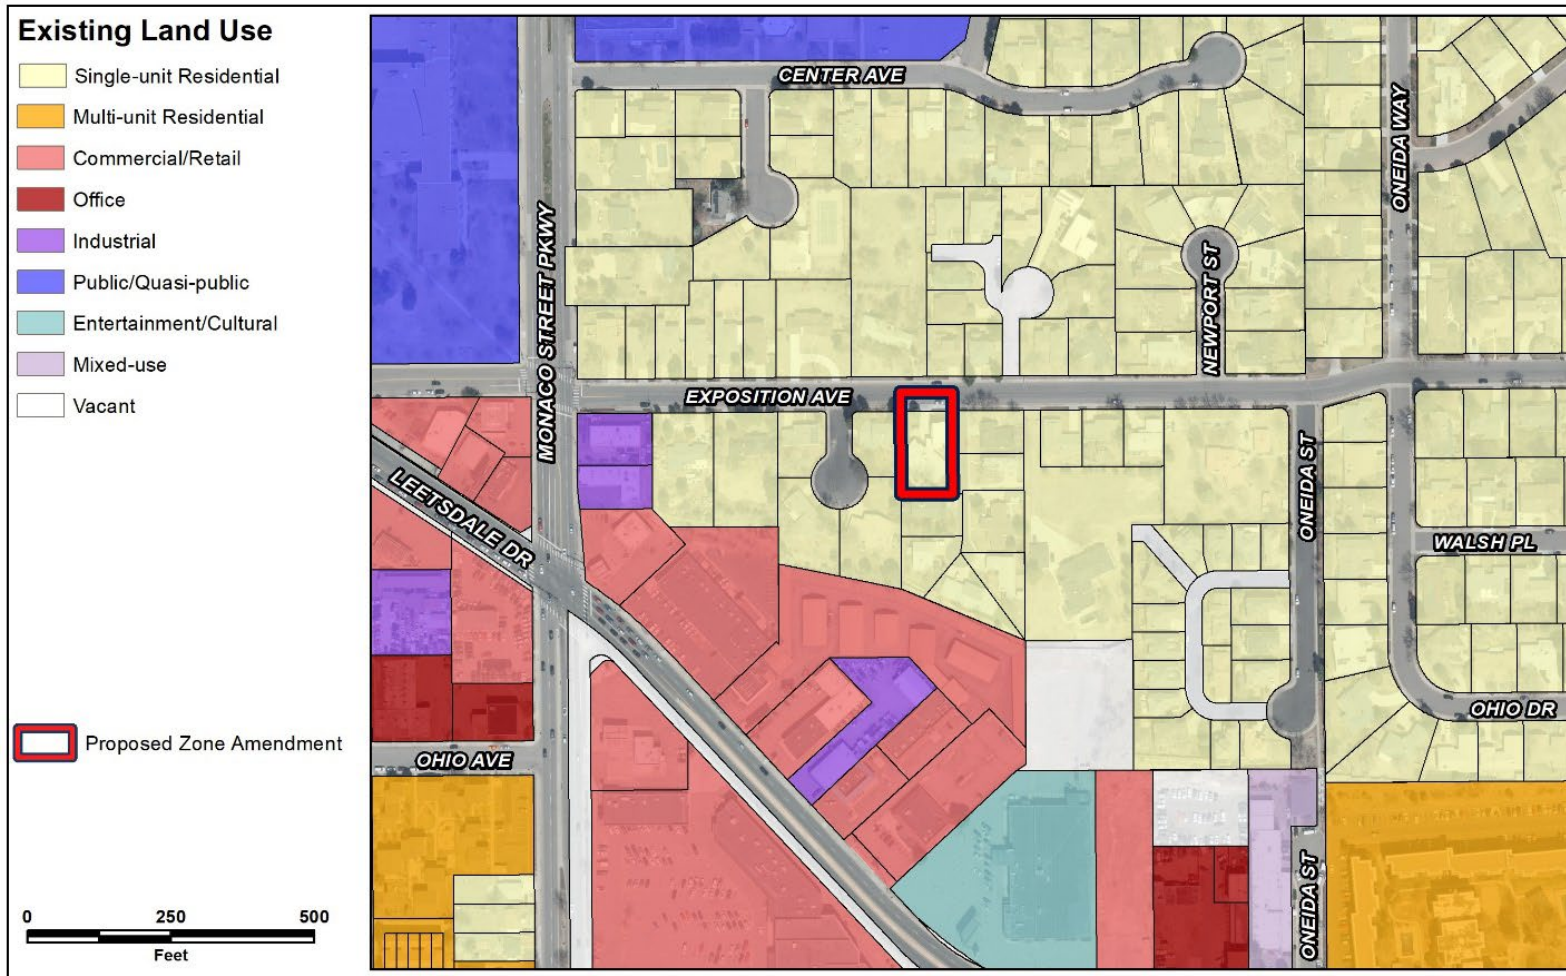 Existing Land Use
Single-unit Residential
Multi-unit Residential
Commercial/Retail
Office
Industrial
Public/Quasi-public
Entertainment/Cultural
Mixed-use
Vacant
Proposed Zone Amendment
0 250 500
Feet
CENTER AVE
ONEIDA WAY
MONACO STREET PKWY
NEWPORT ST
EXPOSITION AVE
LEETSDALE DR
ONEIDA ST
WALSH PL
OHIO DR
OHIO AVE
ONEIDA ST